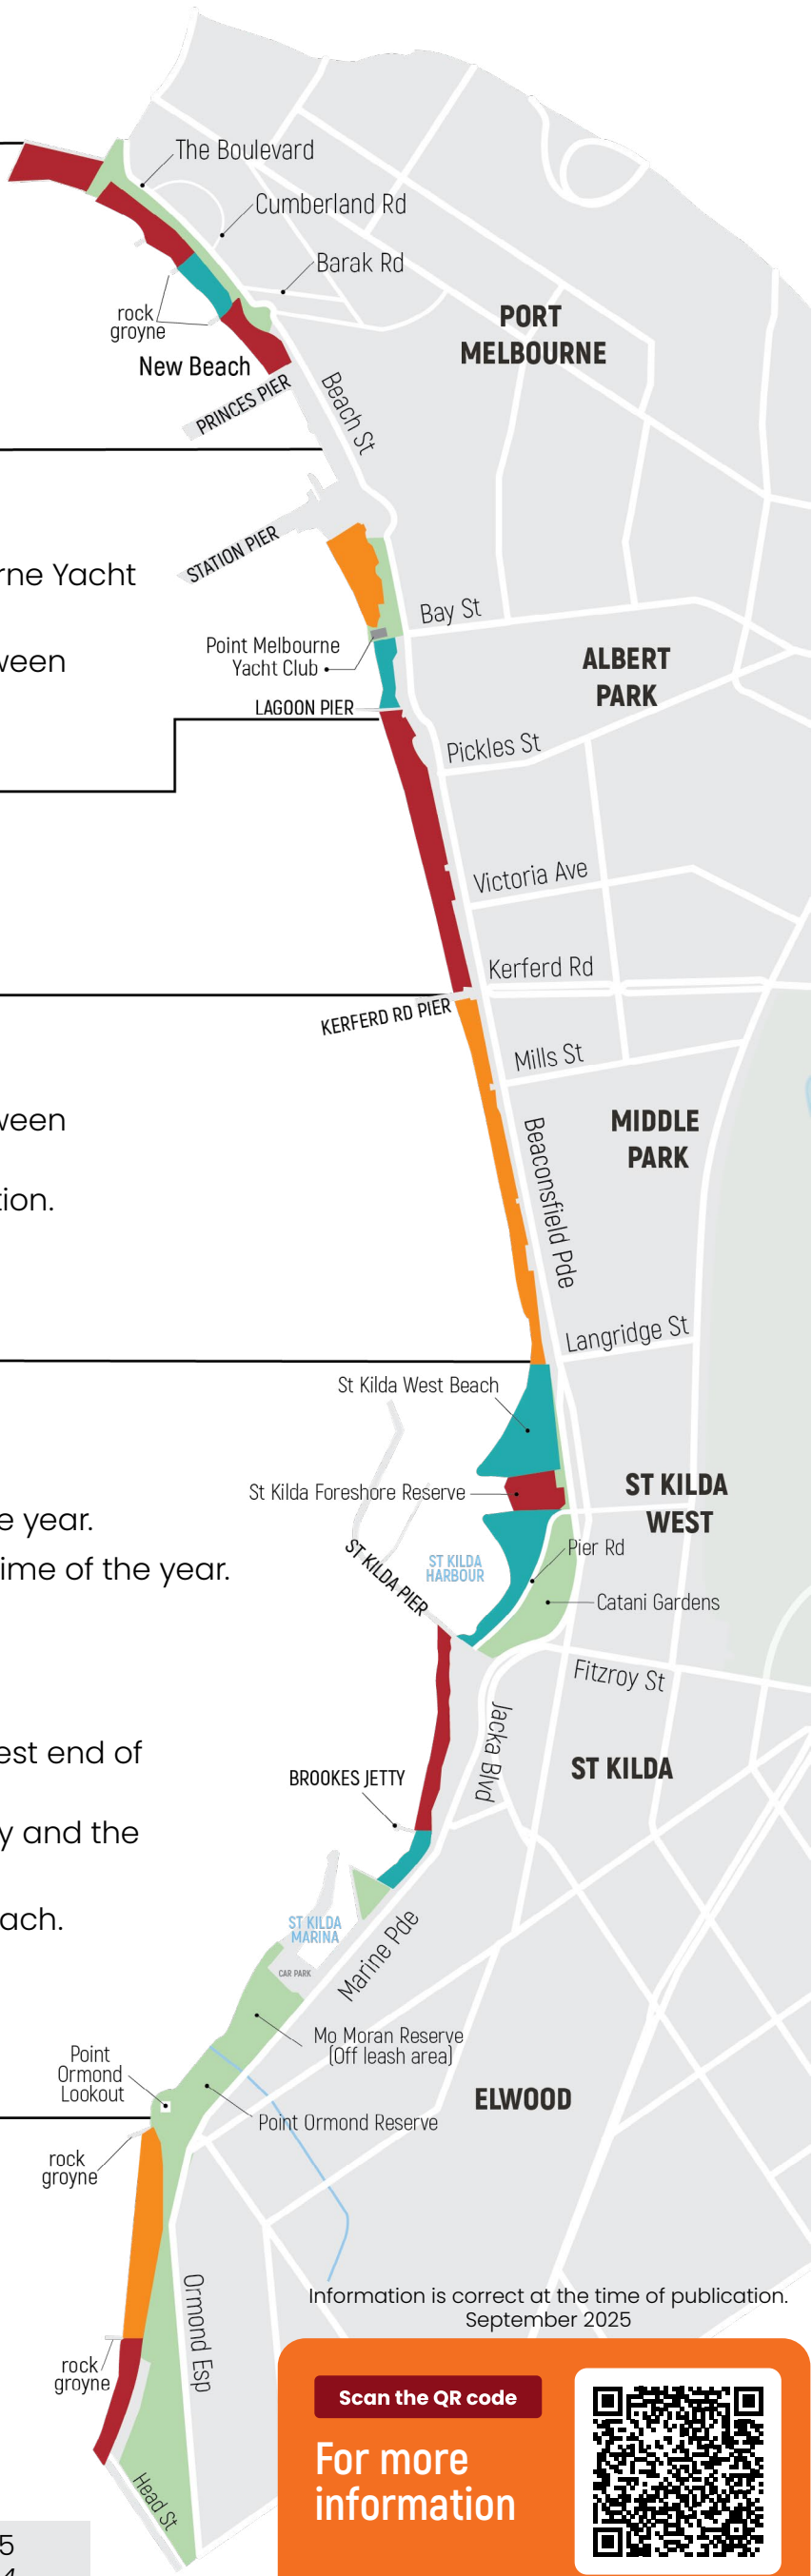 The Boulevard
Cumberland Rd
Barak Rd
rock
groyne
New Beach
PRINCES PIER
Beach St
PORT
MELBOURNE
STATION PIER
rne Yacht
ween
Bay St
Point Melbourne
Yacht Club
LAGOON PIER
ALBERT
PARK
Pickles St
Victoria Ave
Kerferd Rd
KERFERD RD PIER
Mills St
ween
tion.
Beaconsfield Pde
MIDDLE
PARK
Langridge St
St Kilda West Beach
St Kilda Foreshore Reserve
ST KILDA
WEST
e year.
ime of the year.
ST KILDA PIER
ST KILDA
HARBOUR
Pier Rd
Catani Gardens
Fitzroy St
Jacka Blvd
est end of
BROOKES JETTY
ST KILDA
y and the
ach.
ST KILDA
MARINA
CAR PARK
Marine Pde
Mo Moran Reserve
(Off leash area)
Point
Ormond
Lookout
Point Ormond Reserve
ELWOOD
rock
groyne
Ormond Esp
rock
groyne
Head St
Information is correct at the time of publication.
September 2025
Scan the QR code
For more
information
5
4